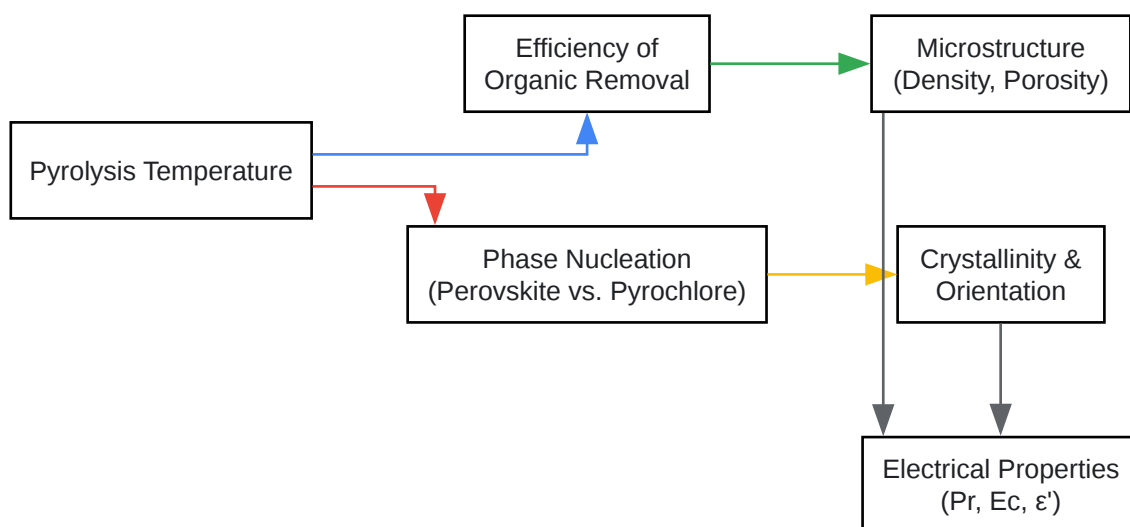 Efficiency of
Organic Removal
Microstructure
(Density, Porosity)
Pyrolysis Temperature
Phase Nucleation
(Perovskite vs. Pyrochlore)
Crystallinity &
Orientation
Electrical Properties
(Pr, Ec, ε')